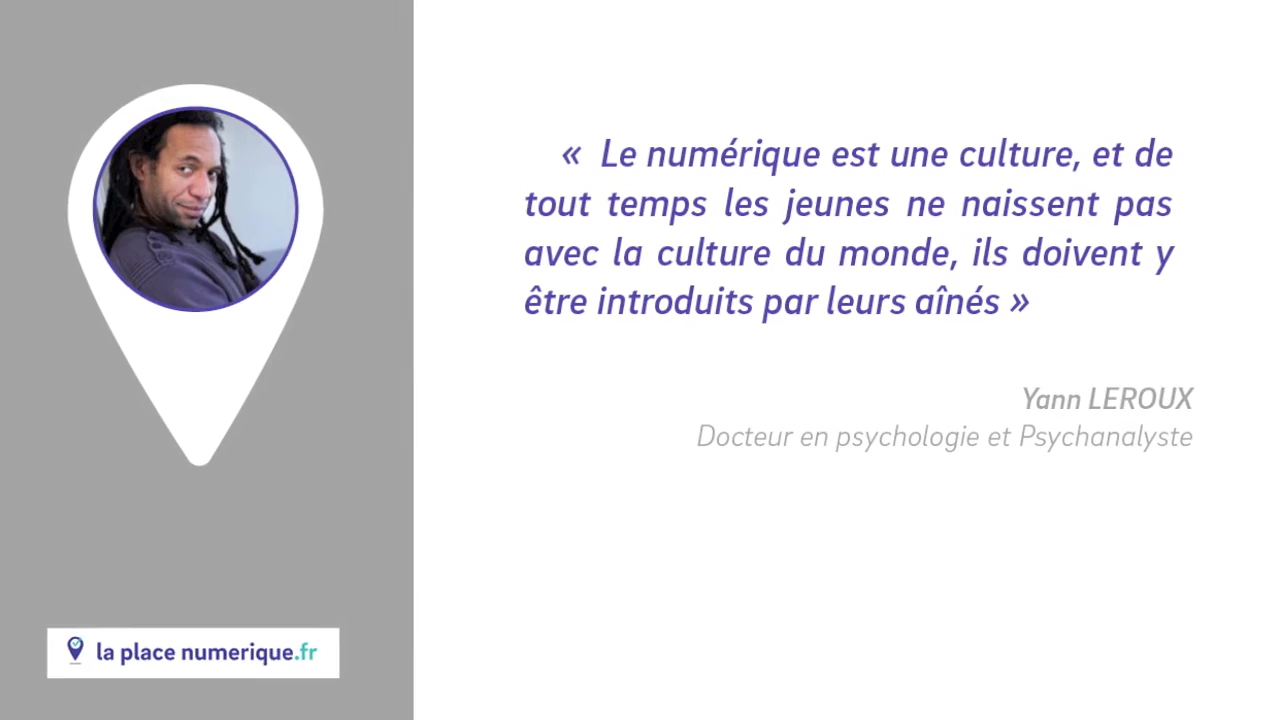 « Le numérique est une culture, et de
tout temps les jeunes ne naissent pas
avec la culture du monde, ils doivent y
être introduits par leurs aînés »
Yann LEROUX
Docteur en psychologie et Psychanalyste
la place numerique.fr